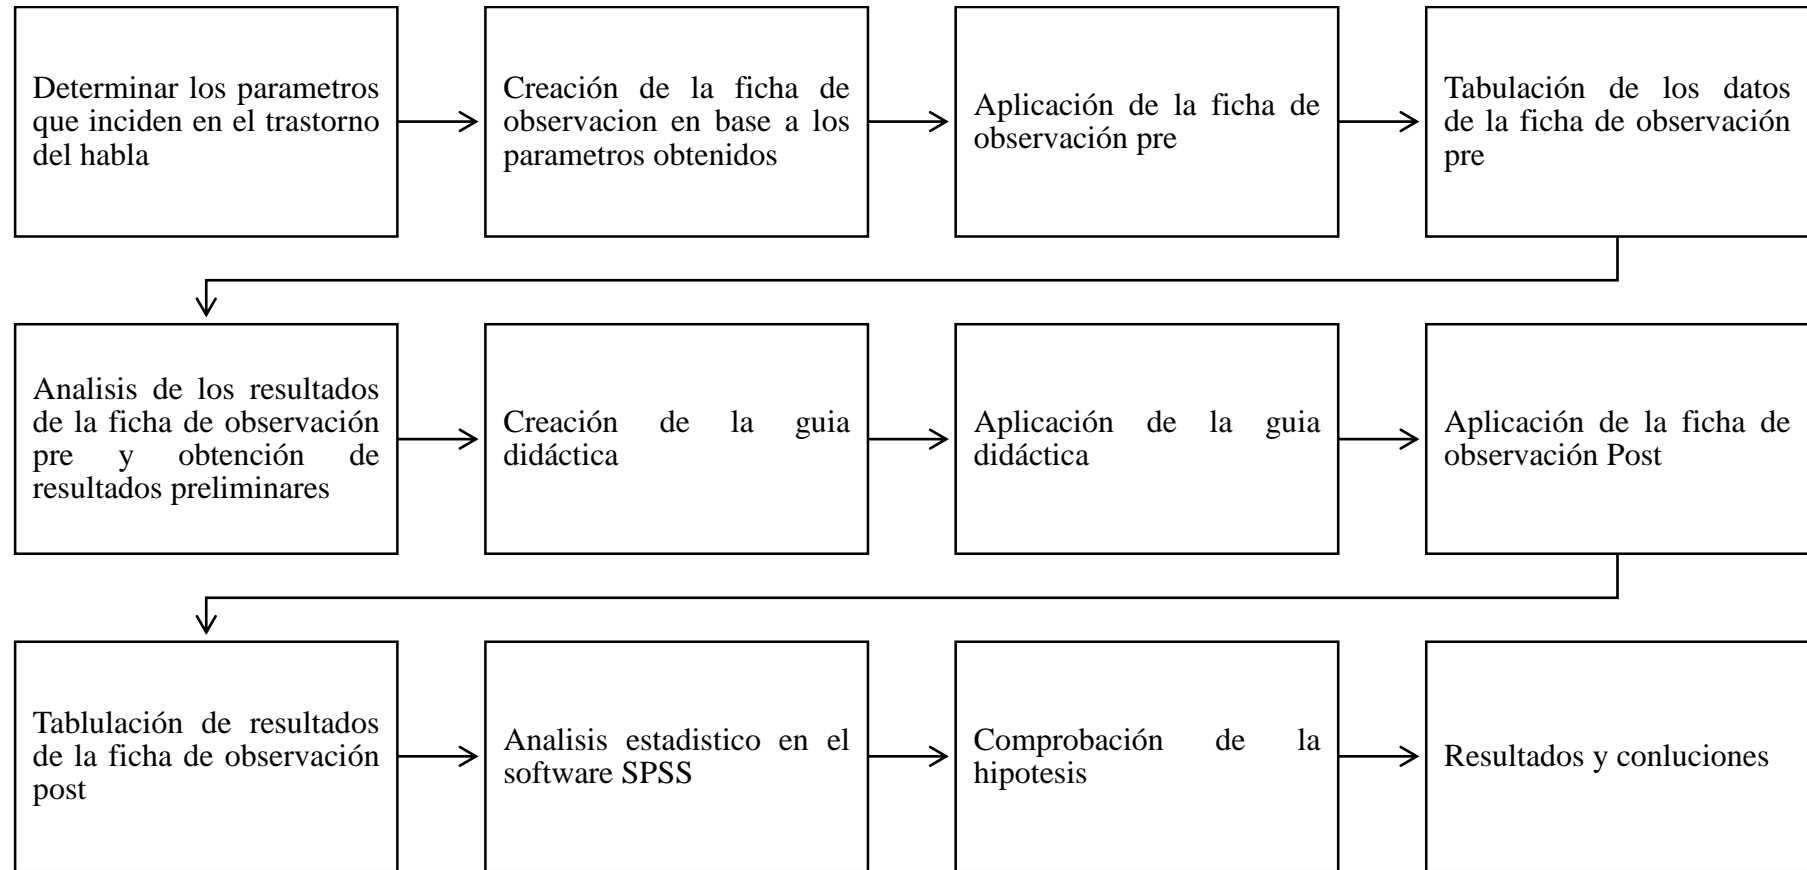 Determinar los parametros
que inciden en el trastorno
del habla
Creación de la ficha de
observacion en base a los
parametros obtenidos
Aplicación de la ficha de
observación pre
Tabulación de los datos
de la ficha de observación
pre
Analisis de los resultados
de la ficha de observación
pre y obtención de
resultados preliminares
Creación de la guia
didáctica
Aplicación de la guia
didáctica
Aplicación de la ficha de
observación Post
Tablulación de resultados
de la ficha de observación
post
Analisis estadistico en el
software SPSS
Comprobación de la
hipotesis
Resultados y conluciones